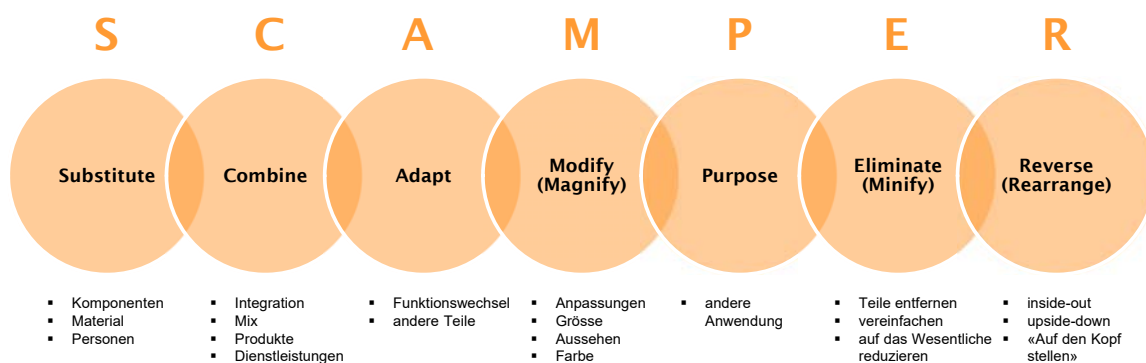 S C A M P E R
Substitute
Combine
Adapt
Modify
(Magnify)
Purpose
Eliminate
(Minify)
Reverse
(Rearrange)
▪ Komponenten
▪ Material
▪ Personen
▪ Integration
▪ Mix
▪ Produkte
▪ Dienstleistungen
▪ Funktionswechsel
▪ andere Teile
▪ Anpassungen
▪ Grösse
▪ Aussehen
▪ Farbe
▪ andere
Anwendung
▪ Teile entfernen
▪ vereinfachen
▪ auf das Wesentliche
reduzieren
▪ inside-out
▪ upside-down
▪ «Auf den Kopf
stellen»